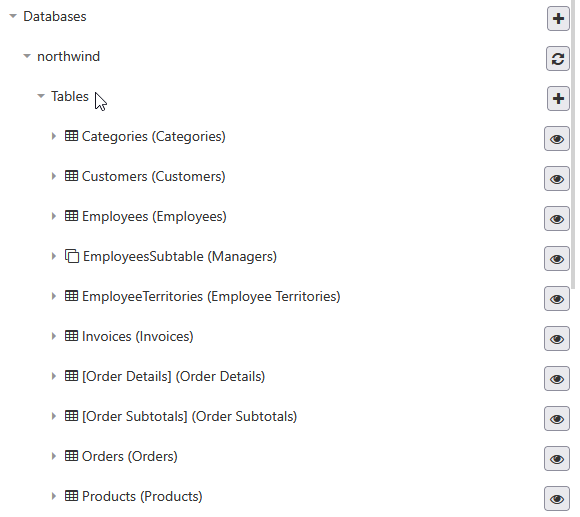 Databases
northwind
Tables
Categories (Categories)
Customers (Customers)
Employees (Employees)
EmployeesSubtable (Managers)
EmployeeTerritories (Employee Territories)
Invoices (Invoices)
[Order Details] (Order Details)
[Order Subtotals] (Order Subtotals)
Orders (Orders)
Products (Products)